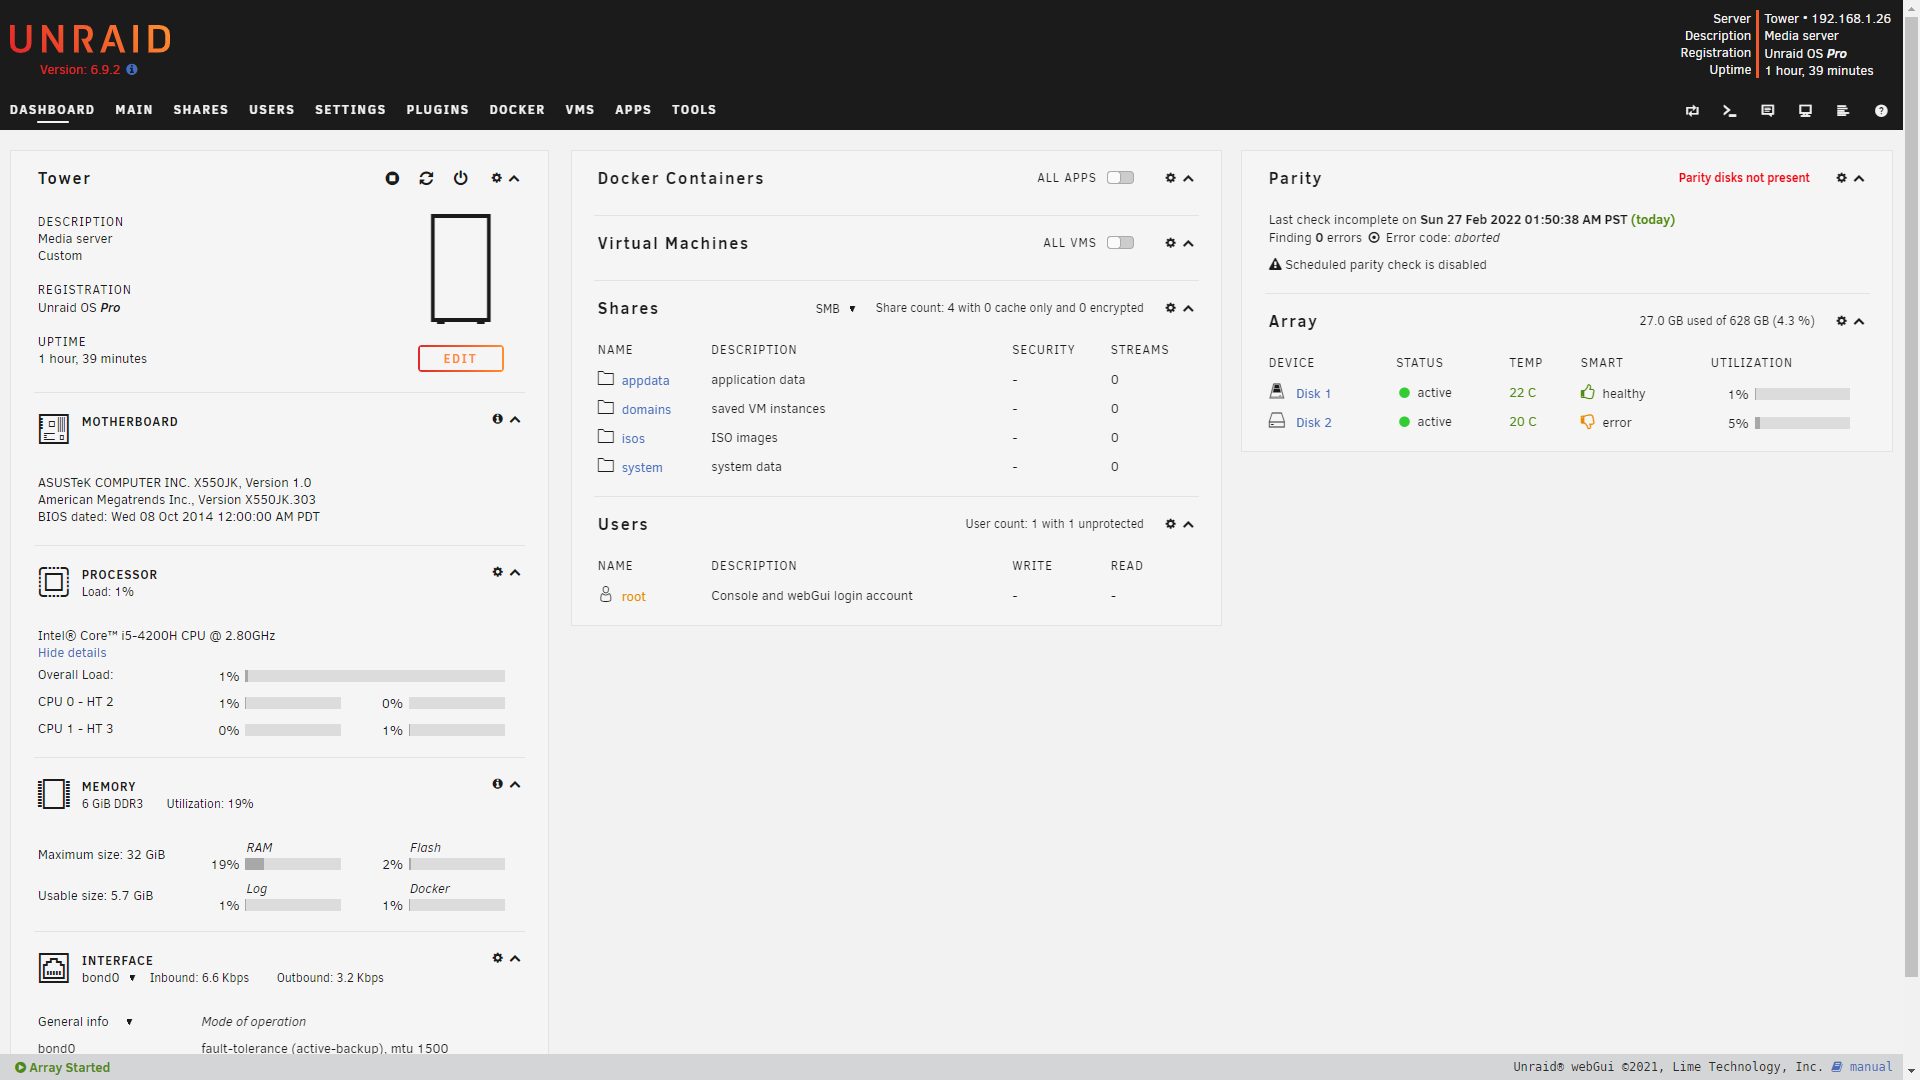 UNRAID
Version: 6.9.2
Server Tower • 192.168.1.26
Description Media server
Registration Unraid OS Pro
Uptime 1 hour, 39 minutes
DASHBOARD MAIN SHARES USERS SETTINGS PLUGINS DOCKER VMS APPS TOOLS
Tower
DESCRIPTION
Media server
Custom
REGISTRATION
Unraid OS Pro
UPTIME
1 hour, 39 minutes
EDIT
MOTHERBOARD
ASUSTeK COMPUTER INC. X550JK, Version 1.0
American Megatrends Inc., Version X550JK.303
BIOS dated: Wed 08 Oct 2014 12:00:00 AM PDT
PROCESSOR
Load: 1%
Intel® Core™ i5-4200H CPU @ 2.80GHz
Hide details
Overall Load: 1%
CPU 0 - HT 2 1% 0%
CPU 1 - HT 3 0% 1%
MEMORY
6 GiB DDR3 Utilization: 19%
RAM Flash
Maximum size: 32 GiB 19% 2%
Log Docker
Usable size: 5.7 GiB 1% 1%
INTERFACE
bond0 Inbound: 6.6 Kbps Outbound: 3.2 Kbps
General info Mode of operation
bond0 fault-tolerance (active-backup), mtu 1500
Docker Containers ALL APPS
Virtual Machines ALL VMS
Shares SMB Share count: 4 with 0 cache only and 0 encrypted
NAME DESCRIPTION SECURITY STREAMS
appdata application data - 0
domains saved VM instances - 0
isos ISO images - 0
system system data - 0
Users User count: 1 with 1 unprotected
NAME DESCRIPTION WRITE READ
root Console and webGui login account - -
Parity Parity disks not present
Last check incomplete on Sun 27 Feb 2022 01:50:38 AM PST (today)
Finding 0 errors Error code: aborted
Scheduled parity check is disabled
Array 27.0 GB used of 628 GB (4.3 %)
DEVICE STATUS TEMP SMART UTILIZATION
Disk 1 active 22 C healthy 1%
Disk 2 active 20 C error 5%
Array Started
Unraid® webGui ©2021, Lime Technology, Inc. manual